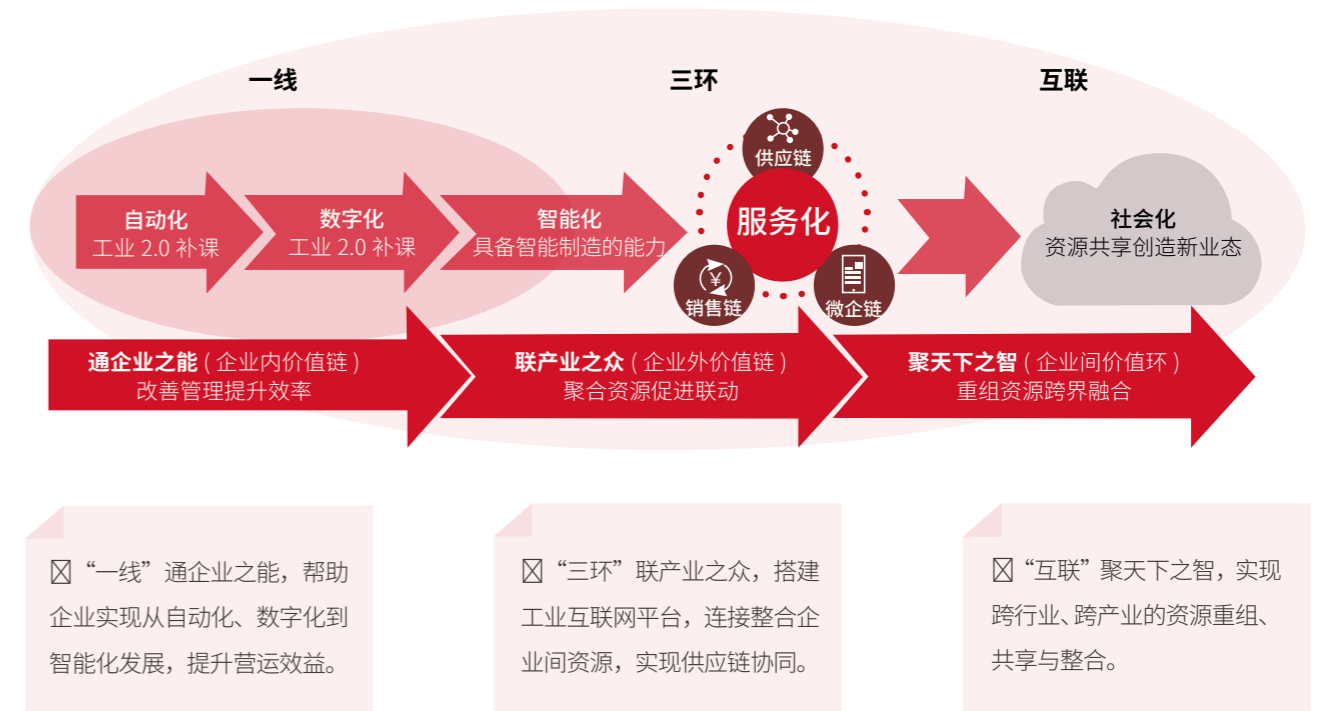 一线
三环
互联
自动化
工业 2.0 补课
数字化
工业 2.0 补课
智能化
具备智能制造的能力
供应链
服务化
销售链
微企链
社会化
资源共享创造新业态
通企业之能 ( 企业内价值链 )
改善管理提升效率
联产业之众 ( 企业外价值链 )
聚合资源促进联动
聚天下之智 ( 企业间价值环 )
重组资源跨界融合
“一线”通企业之能，帮助
企业实现从自动化、数字化到
智能化发展，提升营运效益。
“三环”联产业之众，搭建
工业互联网平台，连接整合企
业间资源，实现供应链协同。
“互联”聚天下之智，实现
跨行业、跨产业的资源重组、
共享与整合。